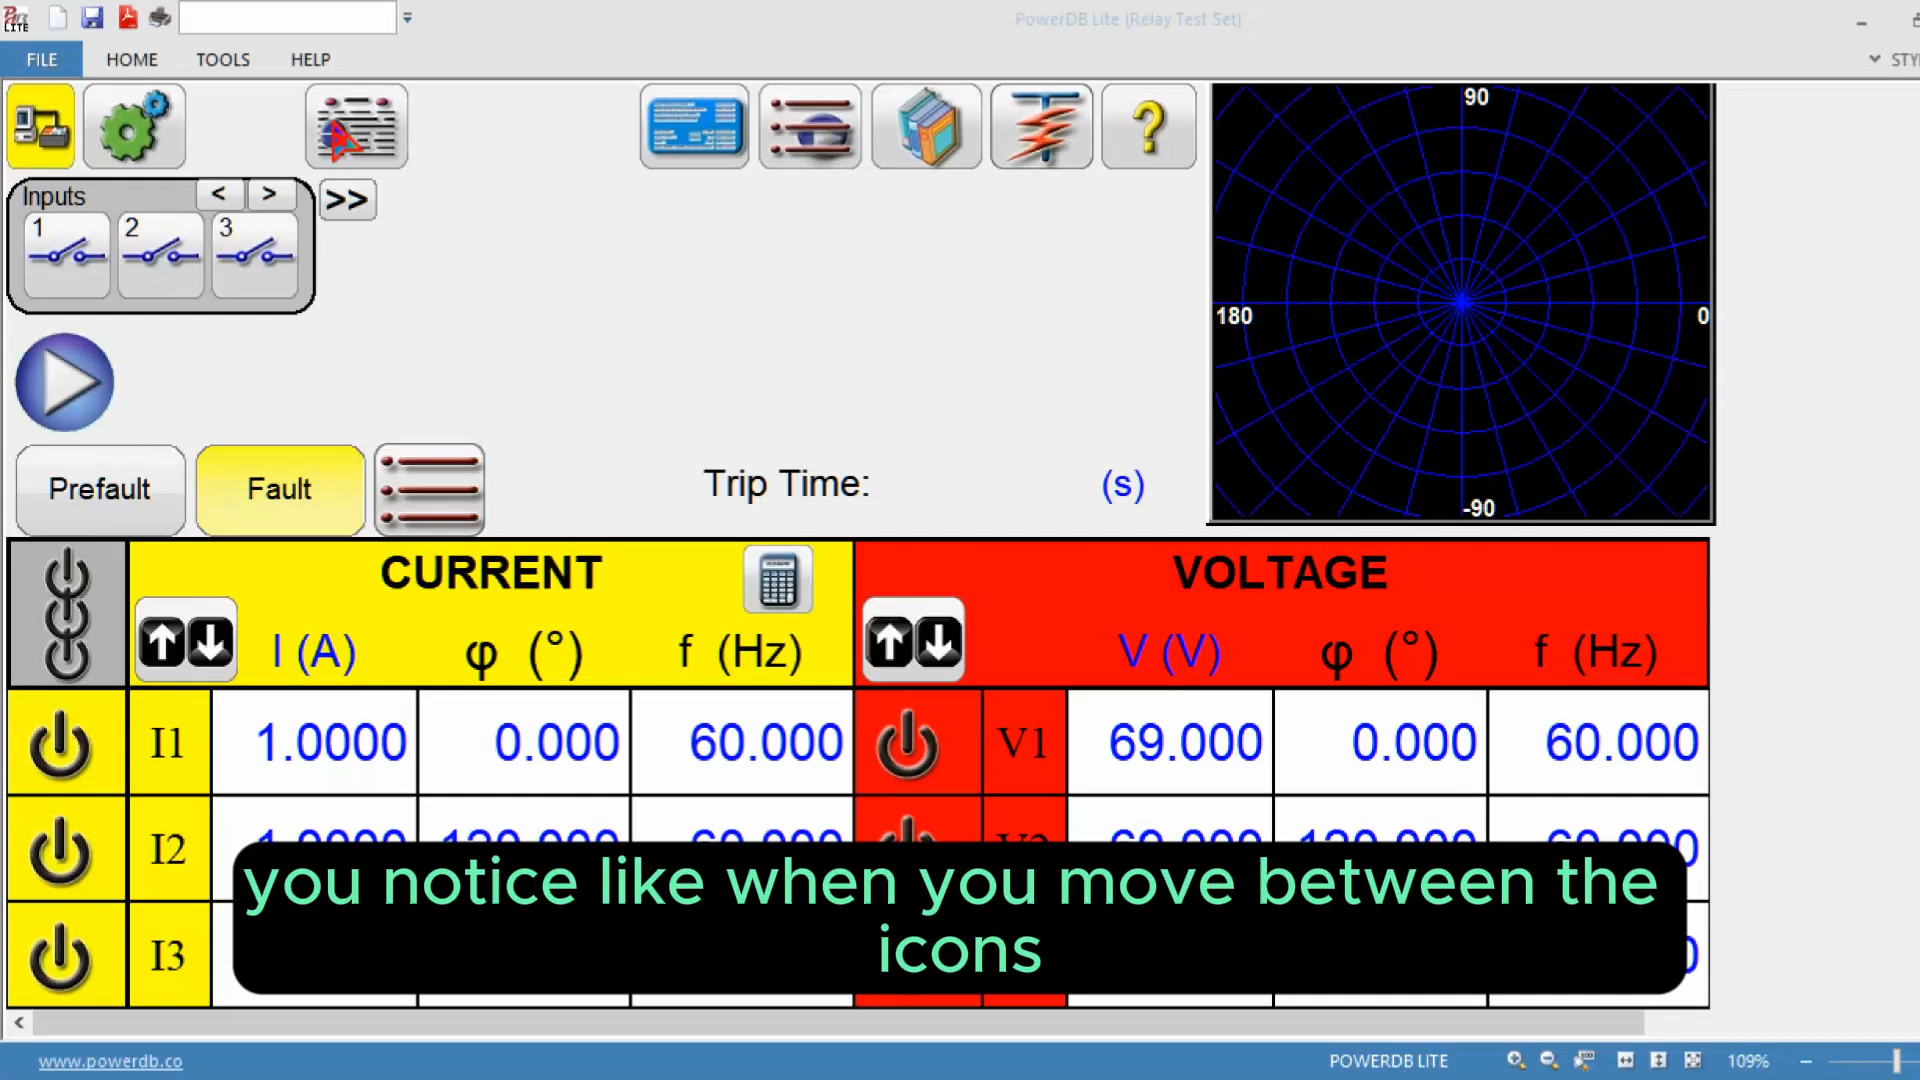 LITE
PowerDB Lite (Relay Test Set)
FILE HOME TOOLS HELP
Inputs < > >>
1 2 3
90
180 0
-90
Prefault Fault
Trip Time: (s)
CURRENT VOLTAGE
I (A) φ (°) f (Hz) V (V) φ (°) f (Hz)
I1 1.0000 0.000 60.000 V1 69.000 0.000 60.000
I2
I3
you notice like when you move between the
icons
www.powerdb.co POWERDB LITE 109%